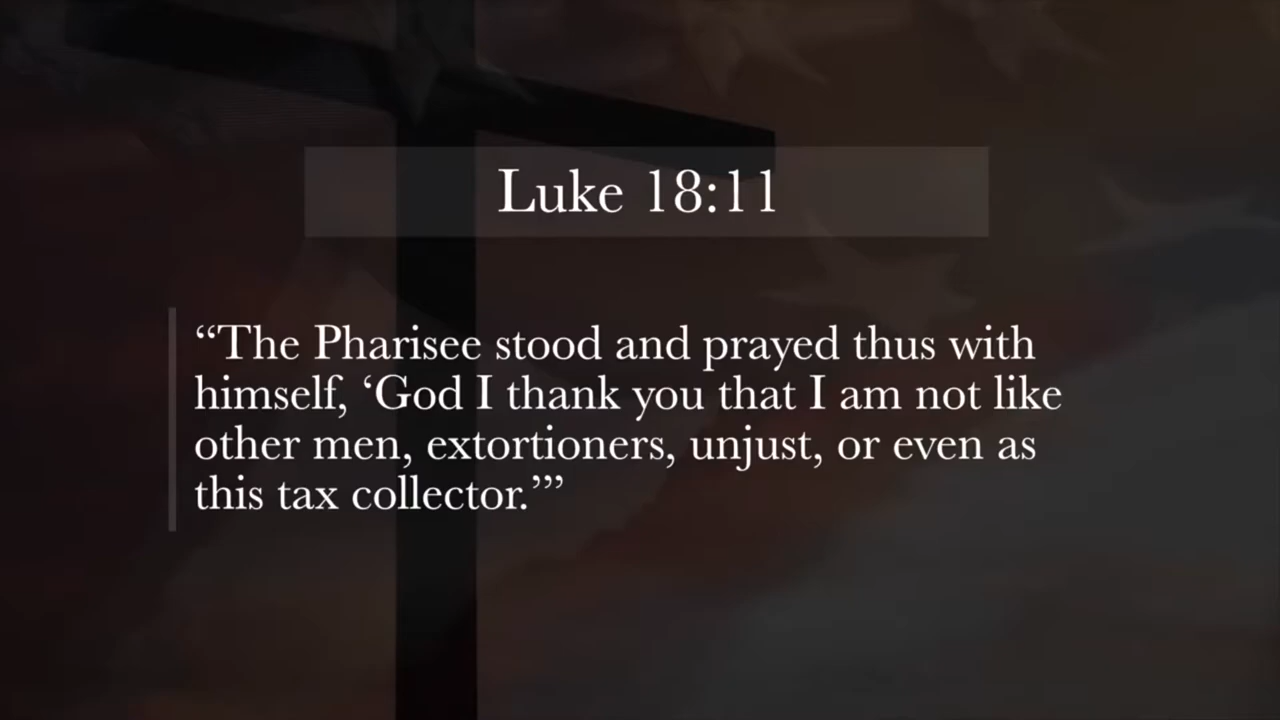 Luke 18:11
“The Pharisee stood and prayed thus with
himself, ‘God I thank you that I am not like
other men, extortioners, unjust, or even as
this tax collector.’”